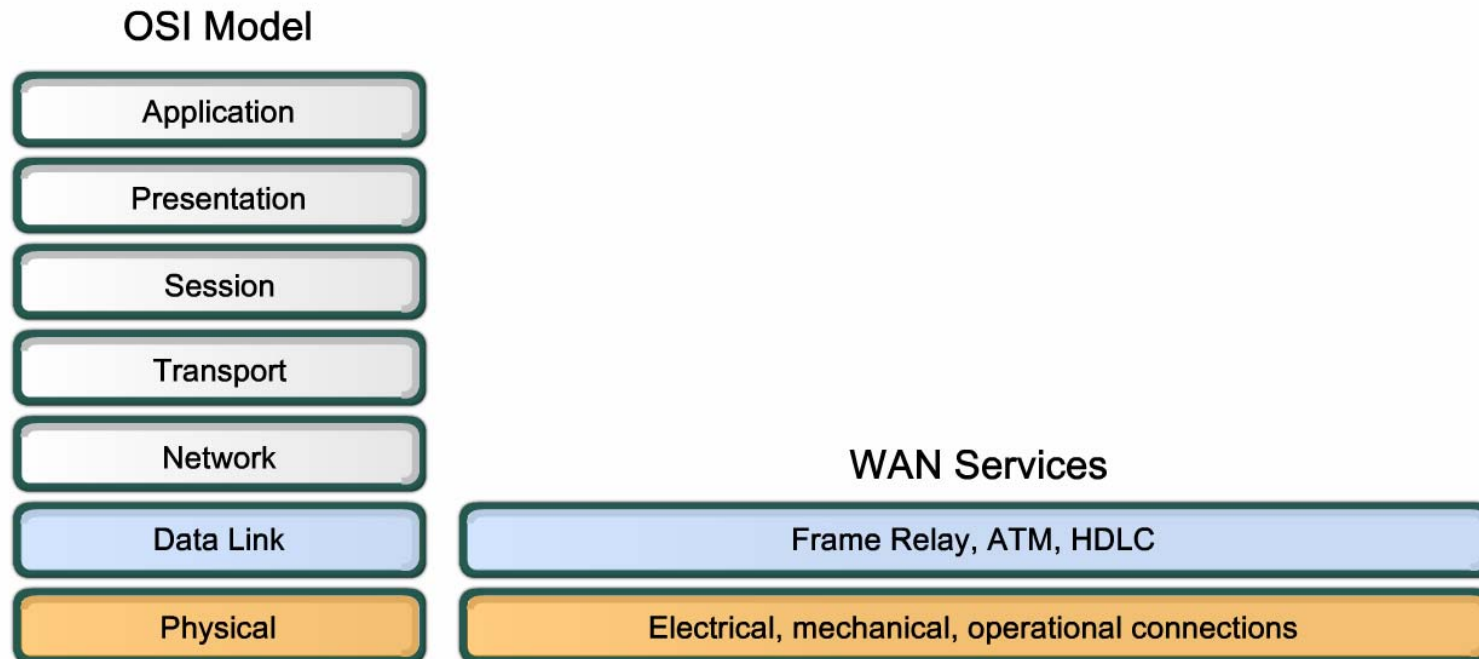 OSI Model
Application
Presentation
Session
Transport
Network
WAN Services
Data Link
Frame Relay, ATM, HDLC
Physical
Electrical, mechanical, operational connections